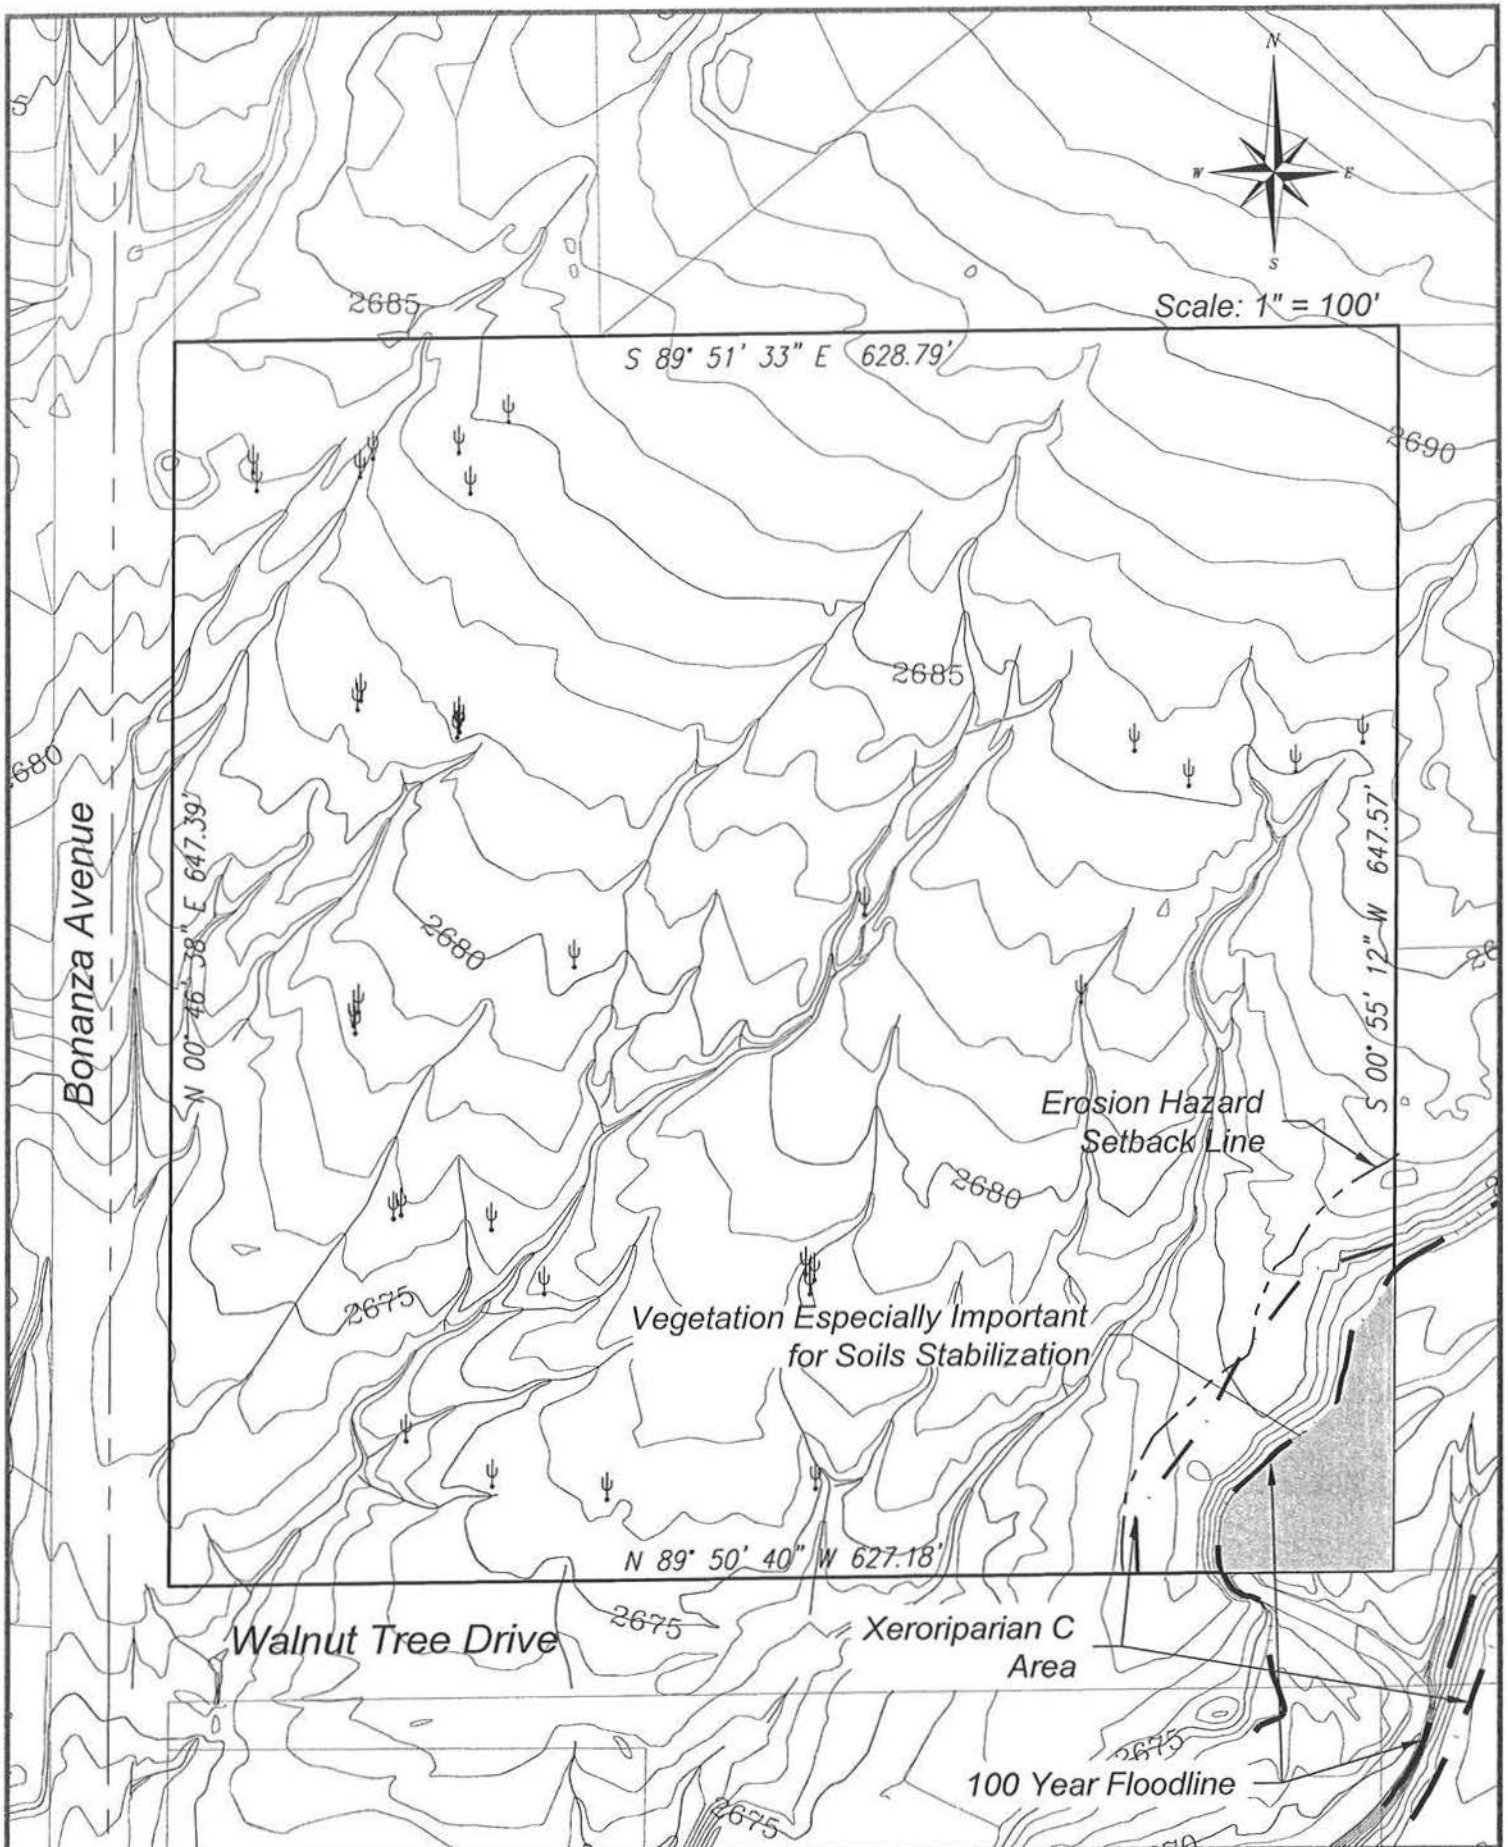 N
W
E
S
2685
Scale: 1" = 100'
S 89° 51' 33" E 628.79'
2690
2685
680
Bonanza Avenue
N 00° 46' 38" E 647.39'
S 00° 55' 12" W 647.57'
2680
Erosion Hazard
Setback Line
2680
2675
Vegetation Especially Important
for Soils Stabilization
N 89° 50' 40" W 627.18'
2675
Walnut Tree Drive
Xeroriparian C
Area
2675
100 Year Floodline
2675